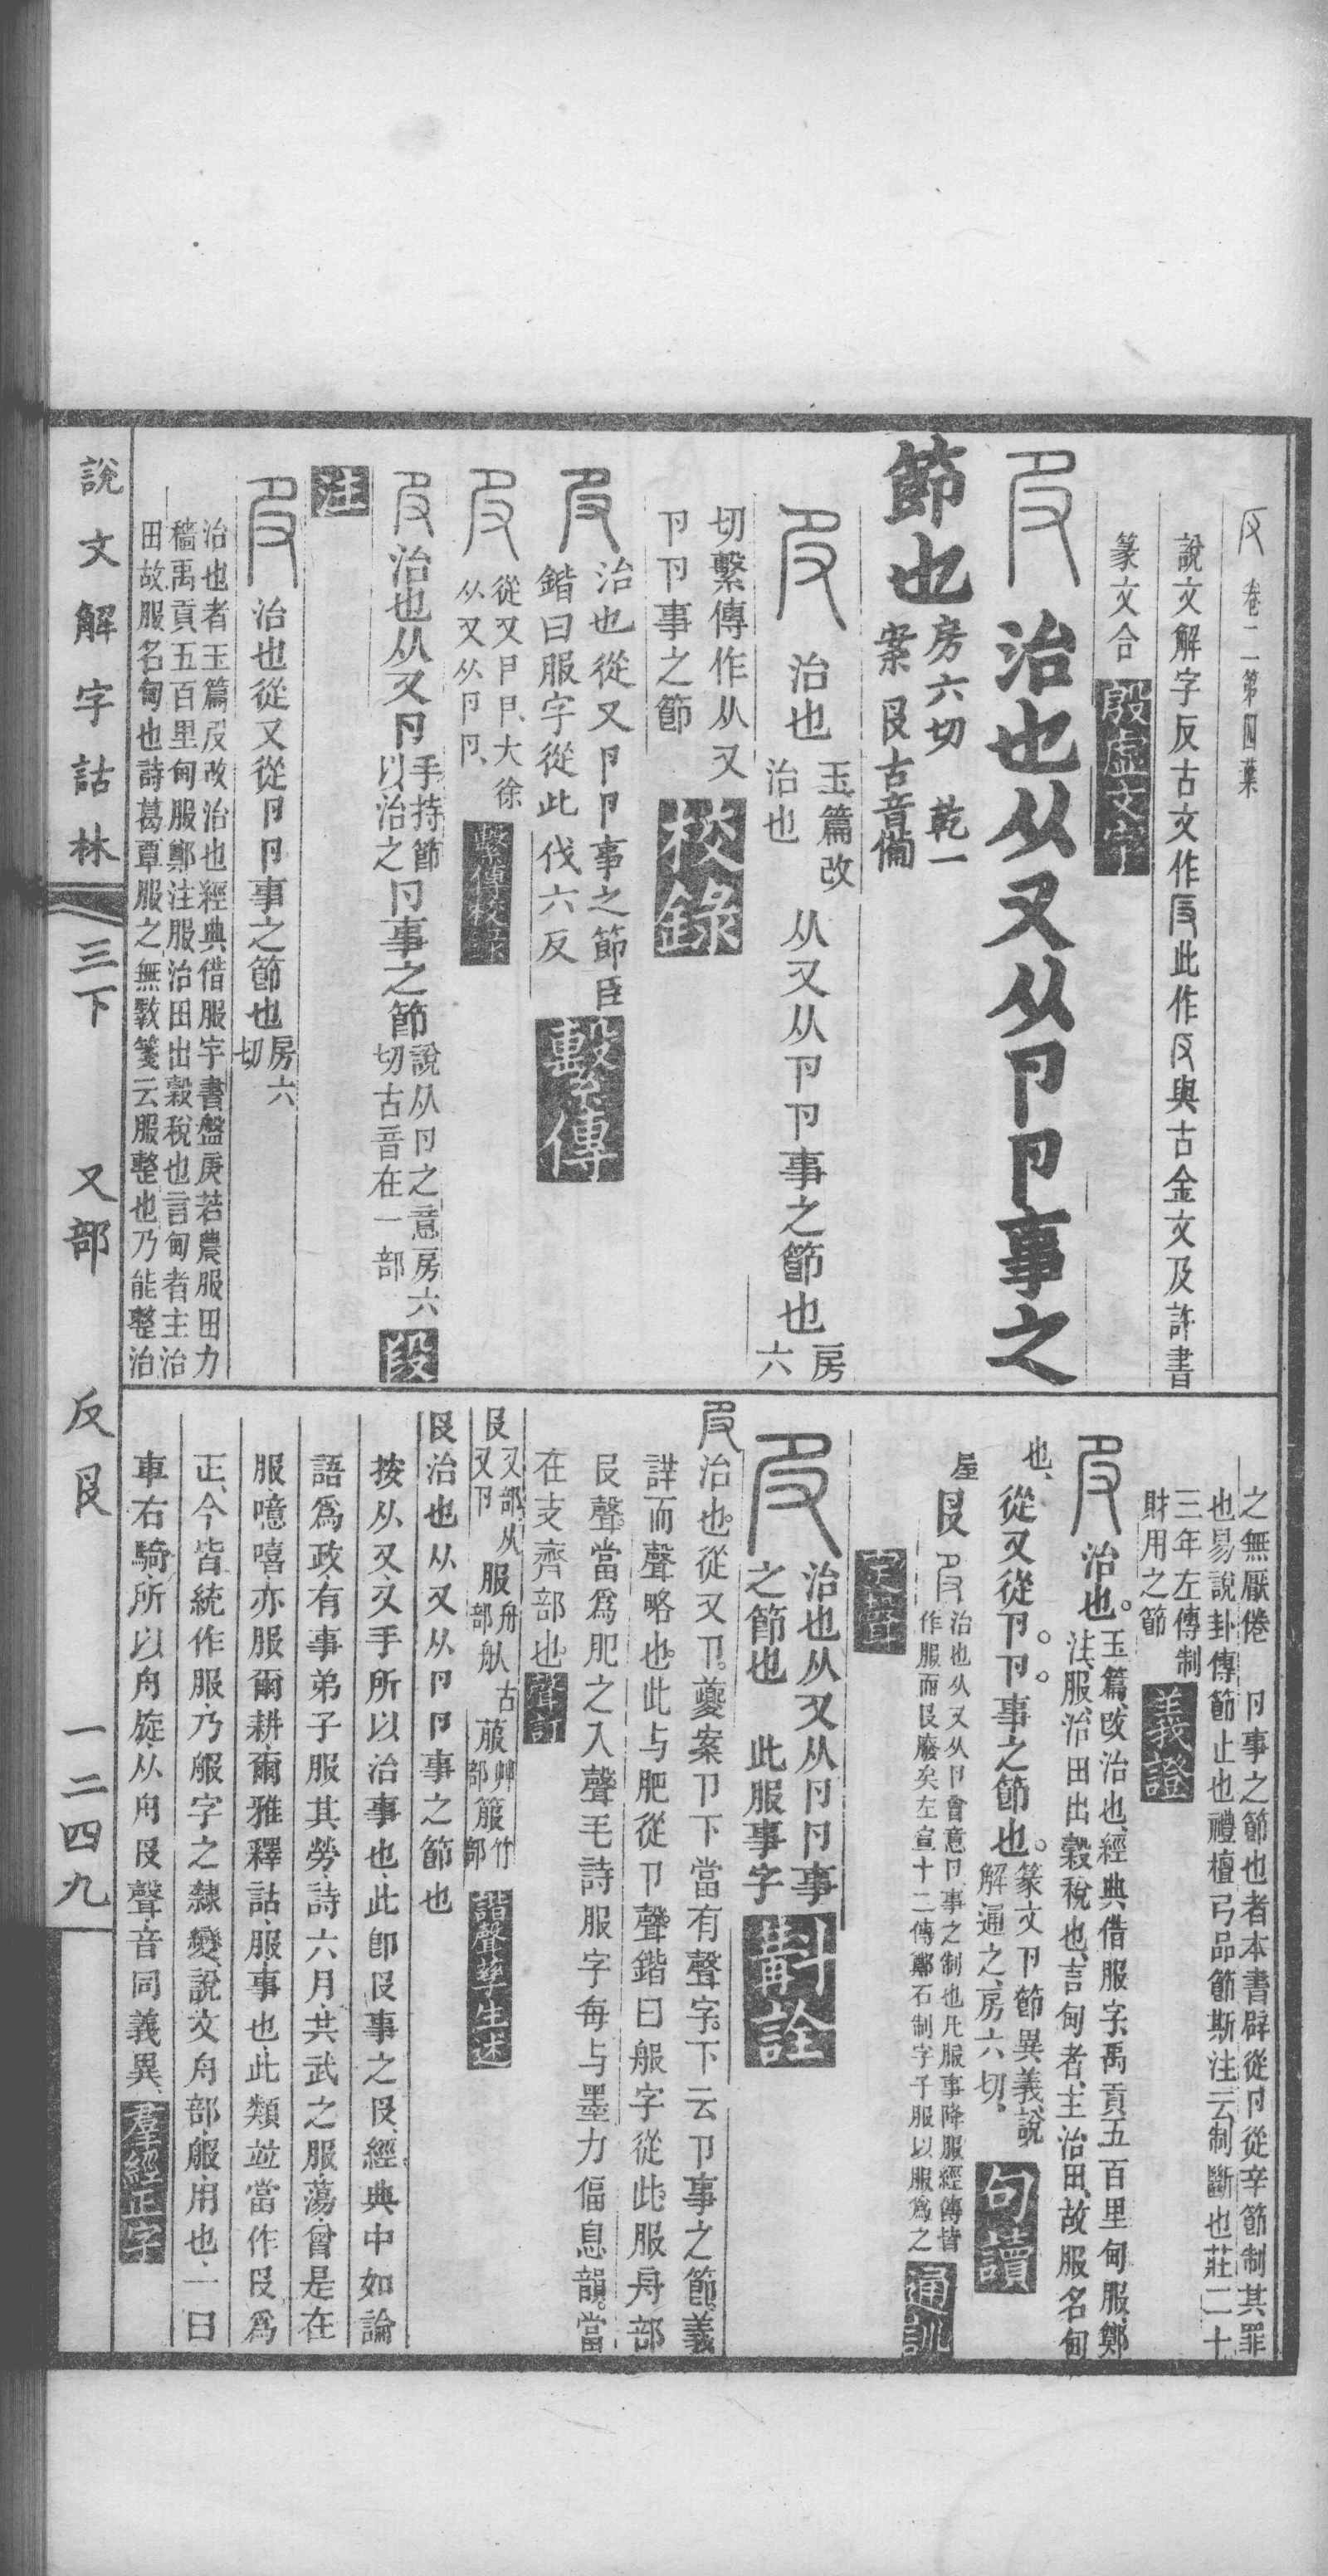 卷二第四葉
說文解字反古文作𠬡此作反與古金文及許書
篆文合 殷虛文字
𠬝 治也从又从卪卪事之
節也 房六切 乾一
案𠬝古音備
𠬝 治也 玉篇𠬝
治也 从又从卪卪事之節也 房六
切繫傳作从又
卪卪事之節 校錄
𠬝 治也從又卪卪事之節臣
鍇曰服字從此伐六反 繫傳
𠬝 從又卪卪、大徐
从又从卪卪、 繫傳校錄
𠬝 治也从又卪 手持節
以治之 卪事之節 說从卪之意房六
切古音在一部 段
注
𠬝 治也從又從卪卪事之節也 房六
切
治也者玉篇𠬝治也經典借服字書盤庚若農服田力
穡禹貢五百里甸服鄭注服治田出穀稅也言甸者主治
田故服名甸也詩葛覃服之無斁箋云服整也乃能整治
之無厭倦 卪事之節也者本書辟從卪從辛節制其罪
也易說卦傳節止也禮檀弓品節斯注云制斷也莊二十
三年左傳制
財用之節 義證
𠬝 治也。玉篇、𠬝治也、經典借服字、禹貢、五百里甸服、鄭
注、服、治田出穀稅也、言甸者、主治田、故服名甸
也、從又從卪。卪事之節也。 篆文卪節異義、說
解通之、房六切。 句讀
屋𠬝 治也从又从卪會意卪、事之制也凡服事降服經傳皆
作服而𠬝廢矣左宣十二傳鄭石制字子服以服爲之 通訓
定聲
𠬝 治也从又从卪卪事
之節也 此服事字 斠詮
𠬝治也。從又卪。夔案卪下當有聲字。下云卪事之節。義
詳而聲略也。此与肥從卪聲鍇曰服字從此。服舟部
𠬝聲。當爲肥之入聲毛詩服字每与墨力偪息韻。當
在支齊部也。 聲訂
𠬝 又部从又卪 服 舟部 𦨕 古 菔 艸部 箙 竹部 諧聲孳生述
𠬝治也从又从卪卪事之節也
按从又、又手所以治事也、此卽𠬝事之𠬝、經典中如論
語爲政、有事弟子服其勞、詩六月、共武之服、蕩、曾是在
服、噫嘻、亦服爾耕、爾雅釋詁、服、事也、此類竝當作𠬝爲
正、今皆統作服、乃服字之隸變、說文舟部、服、用也、一曰
車右騎、所以舟旋、从舟𠬝聲、音同義異、 羣經正字
說文解字詁林 三下 又部 反𠬝 一二四九